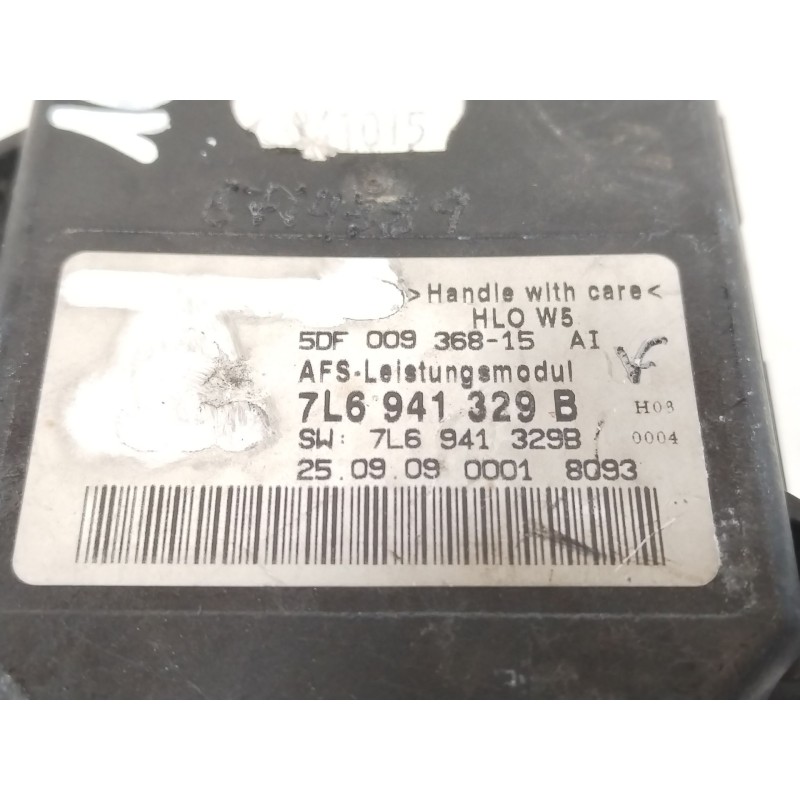 >Handle with care<
HLO W5
5DF 009 368-15 AI
AFS-Leistungsmodul
7L6 941 329 B H08
SW: 7L6 941 329B 0004
25.09.09 0001 8093